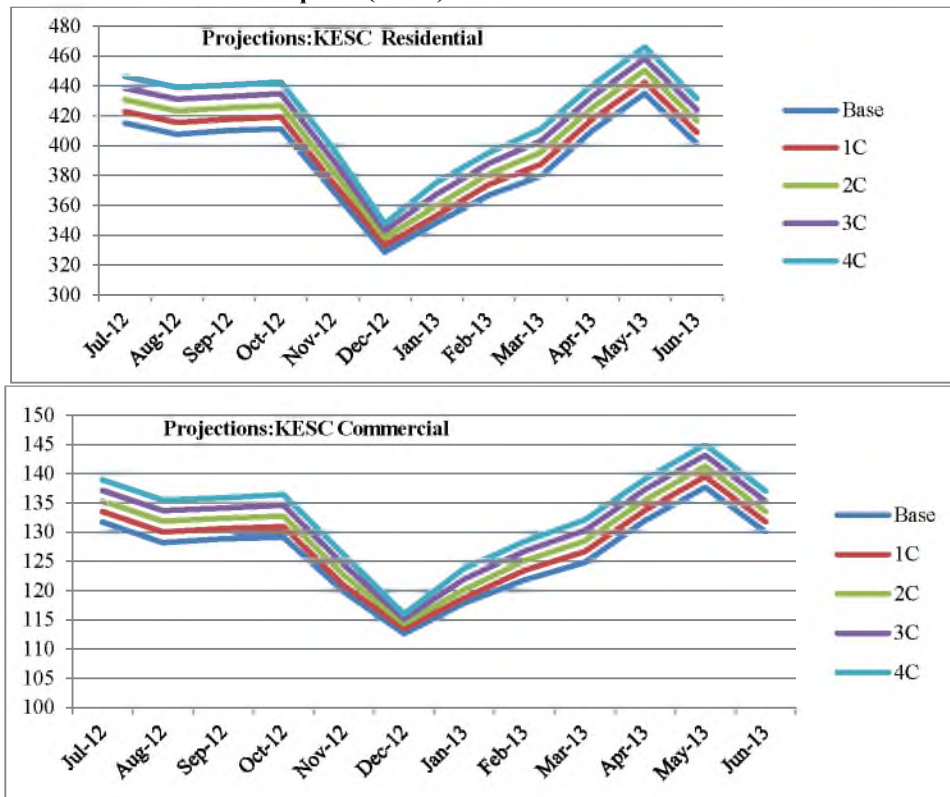 Projections:KESC Residential
480
460
440
420
400
380
360
340
320
300
Jul-12
Aug-12
Sep-12
Oct-12
Nov-12
Dec-12
Jan-13
Feb-13
Mar-13
Apr-13
May-13
Jun-13
Base
1C
2C
3C
4C
Projections:KESC Commercial
150
145
140
135
130
125
120
115
110
105
100
Jul-12
Aug-12
Sep-12
Oct-12
Nov-12
Dec-12
Jan-13
Feb-13
Mar-13
Apr-13
May-13
Jun-13
Base
1C
2C
3C
4C